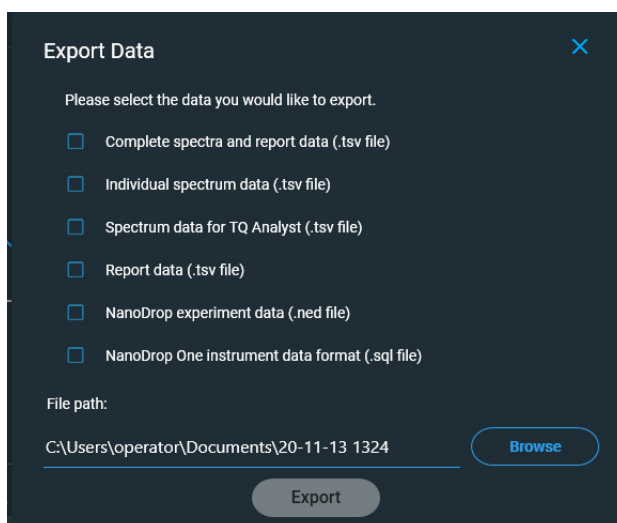 Export Data
Please select the data you would like to export.
Complete spectra and report data (.tsv file)
Individual spectrum data (.tsv file)
Spectrum data for TQ Analyst (.tsv file)
Report data (.tsv file)
NanoDrop experiment data (.ned file)
NanoDrop One instrument data format (.sql file)
File path:
C:\Users\operator\Documents\20-11-13 1324
Browse
Export